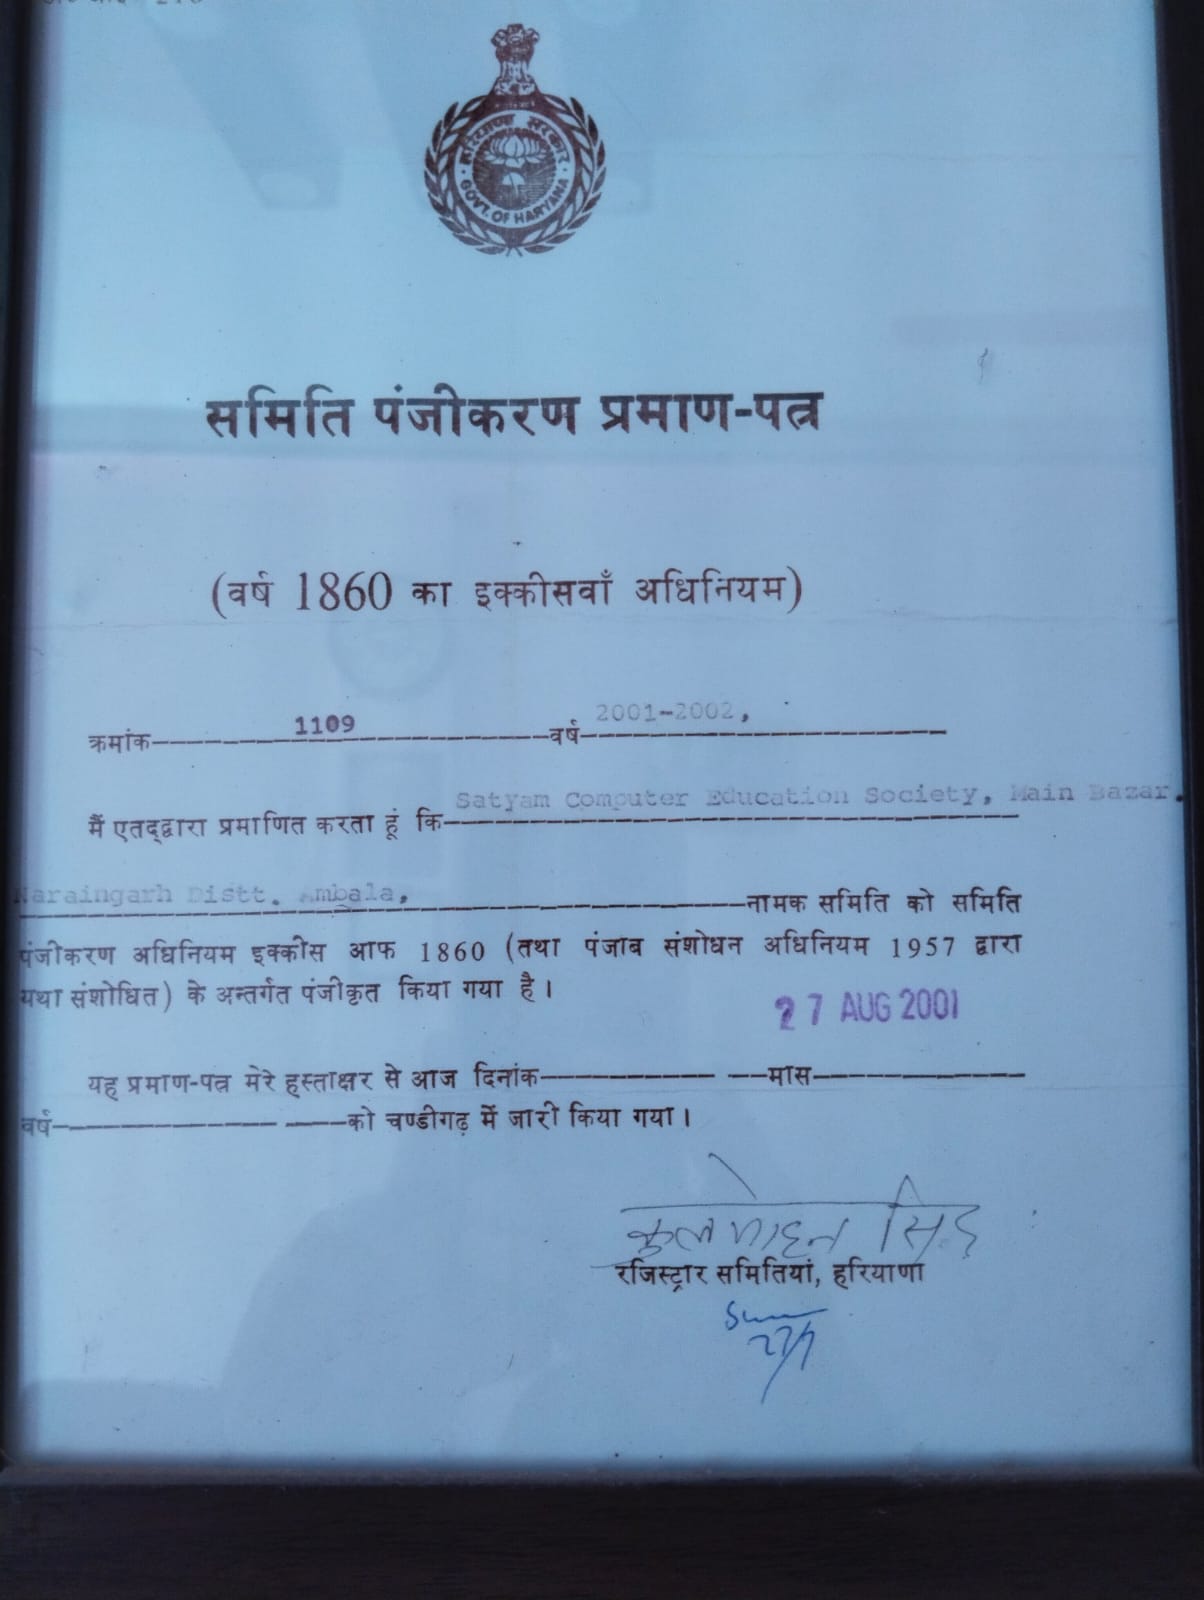 हरियाणा सरकार
GOVT. OF HARYANA
समिति पंजीकरण प्रमाण-पत्र
(वर्ष 1860 का इक्कीसवाँ अधिनियम)
क्रमांक 1109 वर्ष 2001-2002,
मैं एतद्द्वारा प्रमाणित करता हूं कि Satyam Computer Education Society, Main Bazar.
Naraingarh Distt. Ambala, नामक समिति को समिति
पंजीकरण अधिनियम इक्कीस आफ 1860 (तथा पंजाब संशोधन अधिनियम 1957 द्वारा
यथा संशोधित) के अन्तर्गत पंजीकृत किया गया है।
27 AUG 2001
यह प्रमाण-पत्र मेरे हस्ताक्षर से आज दिनांक मास
वर्ष को चण्डीगढ़ में जारी किया गया।
रजिस्ट्रार समितियां, हरियाणा